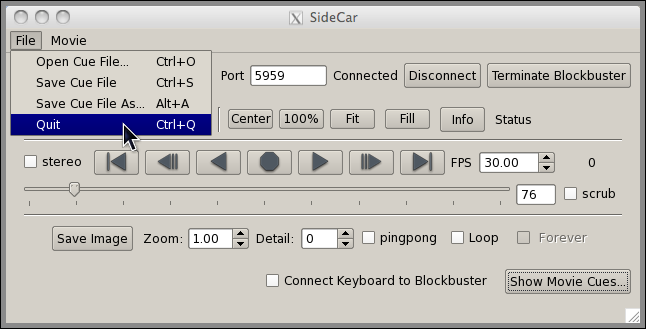 SideCar
File Movie
Open Cue File... Ctrl+O
Save Cue File Ctrl+S
Save Cue File As... Alt+A
Quit Ctrl+Q
Port 5959 Connected Disconnect Terminate Blockbuster
Center 100% Fit Fill Info Status
stereo FPS 30.00 0
76 scrub
Save Image Zoom: 1.00 Detail: 0 pingpong Loop Forever
Connect Keyboard to Blockbuster Show Movie Cues...